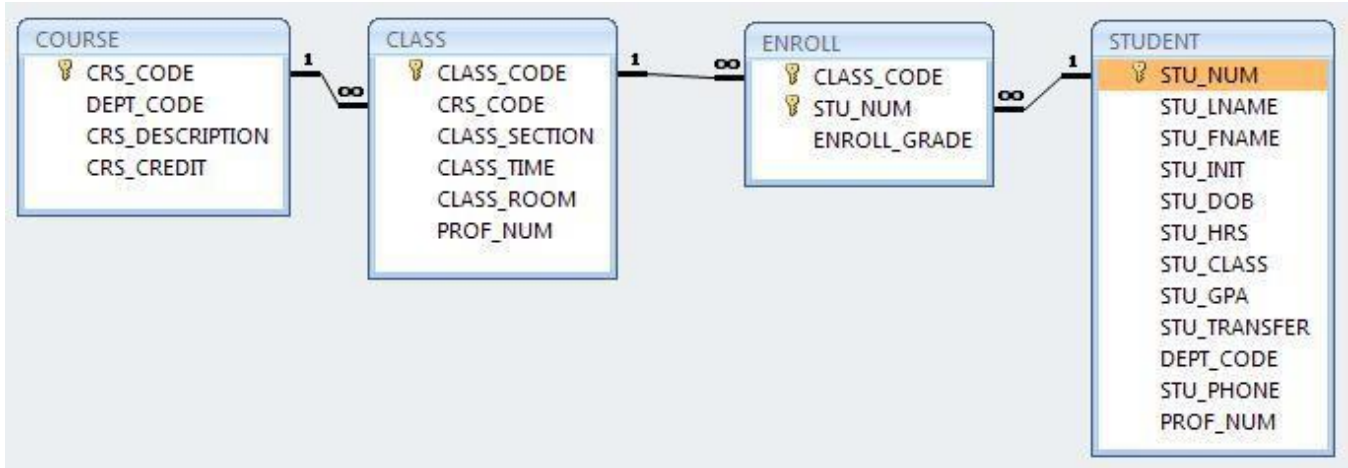 COURSE
CRS_CODE
DEPT_CODE
CRS_DESCRIPTION
CRS_CREDIT
1
∞
CLASS
CLASS_CODE
CRS_CODE
CLASS_SECTION
CLASS_TIME
CLASS_ROOM
PROF_NUM
1
∞
ENROLL
CLASS_CODE
STU_NUM
ENROLL_GRADE
∞
1
STUDENT
STU_NUM
STU_LNAME
STU_FNAME
STU_INIT
STU_DOB
STU_HRS
STU_CLASS
STU_GPA
STU_TRANSFER
DEPT_CODE
STU_PHONE
PROF_NUM